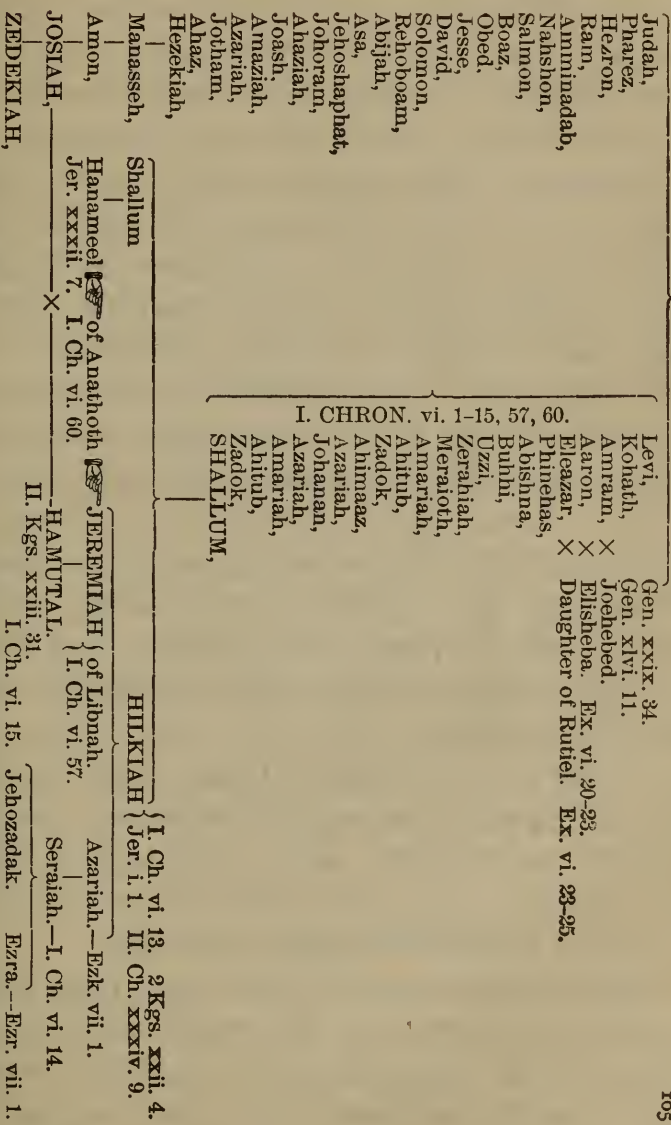 105
Judah,
Pharez,
Hezron,
Ram,
Amminadab,
Nahshon,
Salmon,
Boaz,
Obed,
Jesse,
David,
Solomon,
Rehoboam,
Abijah,
Asa,
Jehoshaphat,
Johoram,
Ahaziah,
Joash,
Amaziah,
Azariah,
Jotham,
Ahaz,
Hezekiah,
Manasseh,
Amon,
JOSIAH,
ZEDEKIAH,
I. CHRON. vi. 1-15, 57, 60.
Levi, Gen. xxix. 34.
Kohath, Gen. xlvi. 11.
Amram, × Joehebed.
Aaron, × Elisheba. Ex. vi. 20-23.
Eleazar, × Daughter of Rutiel. Ex. vi. 23-25.
Phinehas,
Abishna,
Buhhi,
Uzzi,
Zerahiah,
Meraioth,
Amariah,
Ahitub,
Zadok,
Ahimaaz,
Azariah,
Johanan,
Azariah,
Amariah,
Ahitub,
Zadok,
SHALLUM,
Shallum
HILKIAH { I. Ch. vi. 13. 2 Kgs. xxii. 4.
Jer. i. 1. II. Ch. xxxiv. 9.
Hanameel ☞ of Anathoth ☞ JEREMIAH { of Libnah.
Jer. xxxii. 7. I. Ch. vi. 60.
I. Ch. vi. 57.
Azariah.—Ezk. vii. 1.
× HAMUTAL.
II. Kgs. xxiii. 31.
Seraiah.—I. Ch. vi. 14.
I. Ch. vi. 15. Jehozadak. Ezra.—Ezr. vii. 1.